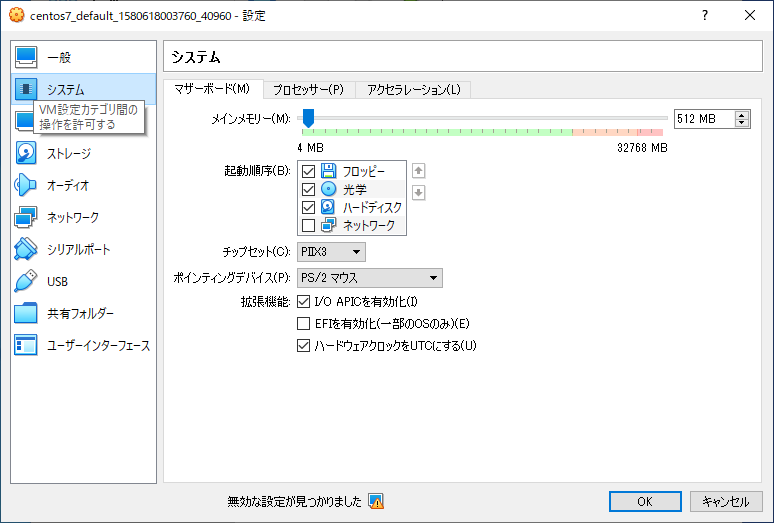 centos7_default_1580618003760_40960 - 設定
?
一般
システム
VM設定カテゴリ間の
操作を許可する
ストレージ
オーディオ
ネットワーク
シリアルポート
USB
共有フォルダー
ユーザーインターフェース
システム
マザーボード(M)
プロセッサー(P)
アクセラレーション(L)
メインメモリー(M):
512 MB
4 MB
32768 MB
起動順序(B):
フロッピー
光学
ハードディスク
ネットワーク
チップセット(C):
PIIX3
ポインティングデバイス(P):
PS/2 マウス
拡張機能:
I/O APICを有効化(I)
EFIを有効化(一部のOSのみ)(E)
ハードウェアクロックをUTCにする(U)
無効な設定が見つかりました
OK
キャンセル